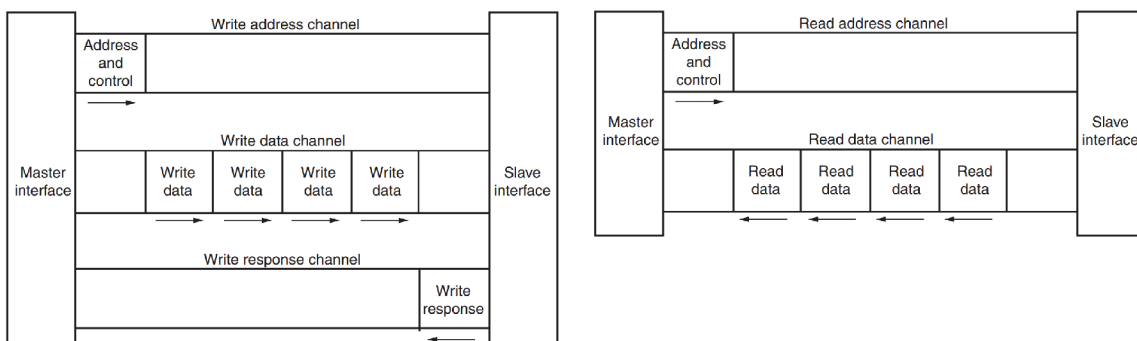 Write address channel
Address
and
control
Write data channel
Master
interface
Write
data
Write
data
Write
data
Write
data
Slave
interface
Write response channel
Write
response
Read address channel
Address
and
control
Master
interface
Read data channel
Read
data
Read
data
Read
data
Read
data
Slave
interface